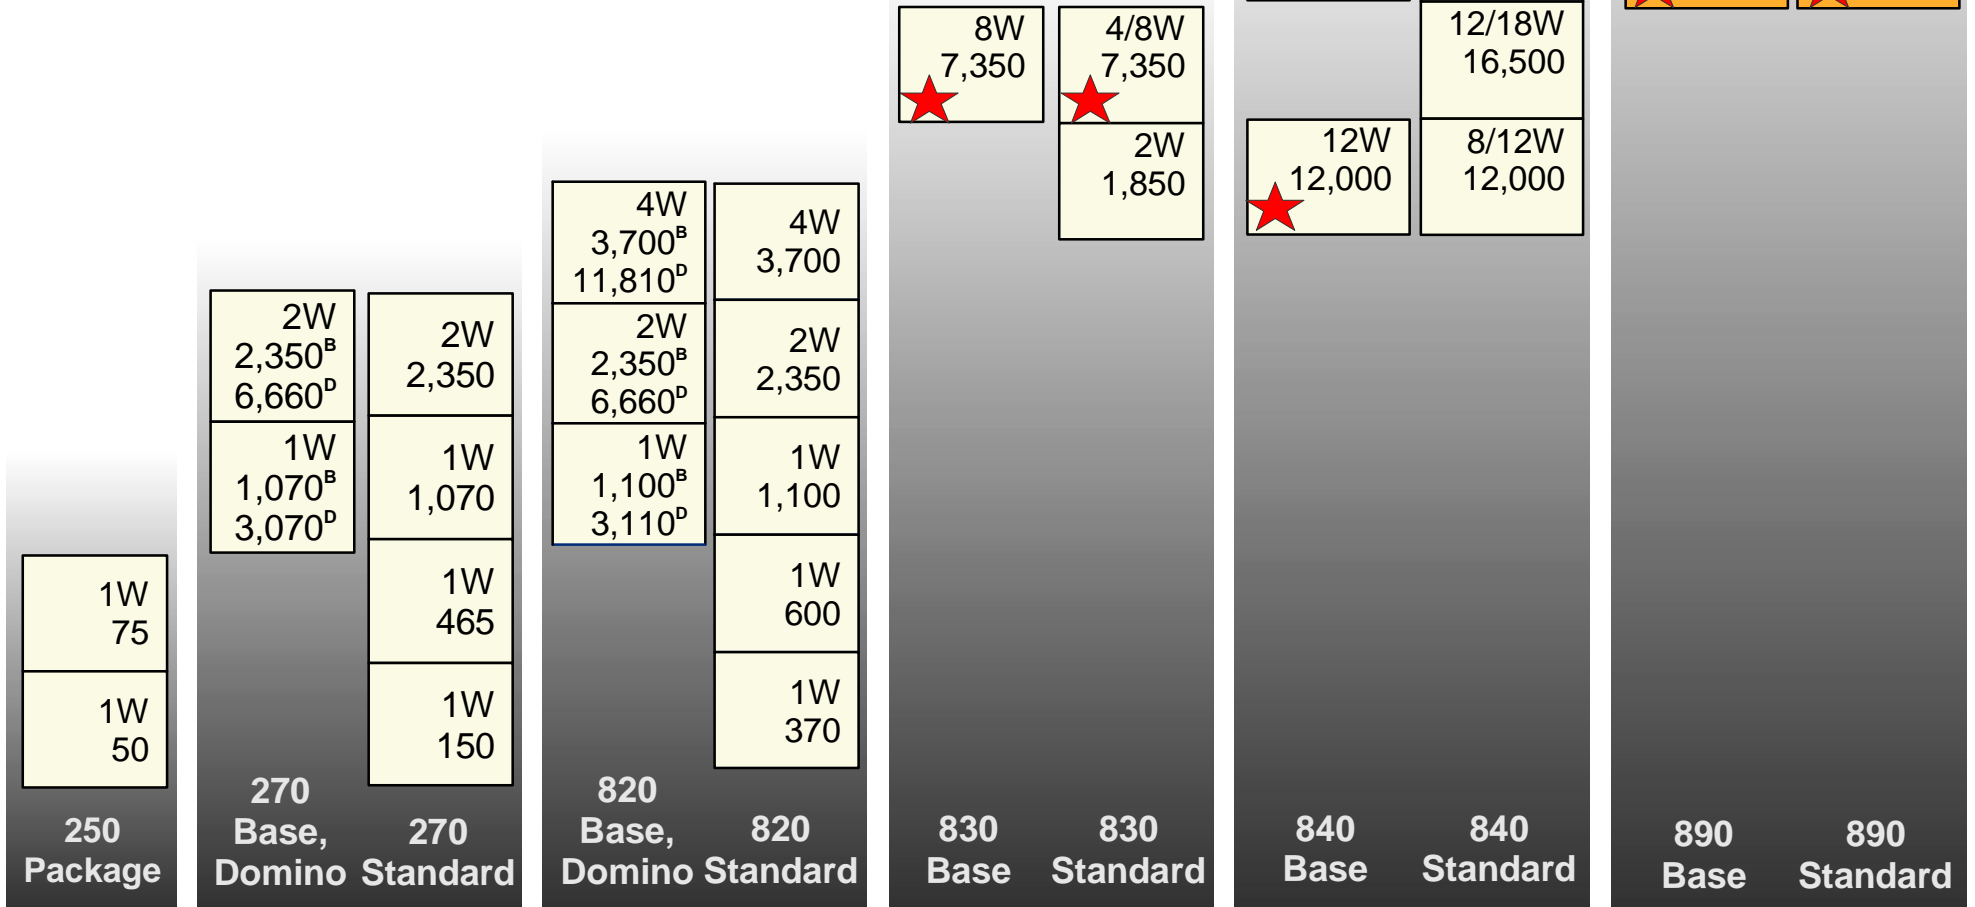 1W
75
1W
50
250
Package
2W
2,350ᴮ
6,660ᴰ
1W
1,070ᴮ
3,070ᴰ
270
Base,
Domino
2W
2,350
1W
1,070
1W
465
1W
150
270
Standard
4W
3,700ᴮ
11,810ᴰ
2W
2,350ᴮ
6,660ᴰ
1W
1,100ᴮ
3,110ᴰ
820
Base,
Domino
4W
3,700
2W
2,350
1W
1,100
1W
600
1W
370
820
Standard
8W
7,350
830
Base
4/8W
7,350
2W
1,850
830
Standard
12W
12,000
840
Base
12/18W
16,500
8/12W
12,000
840
Standard
890
Base
890
Standard